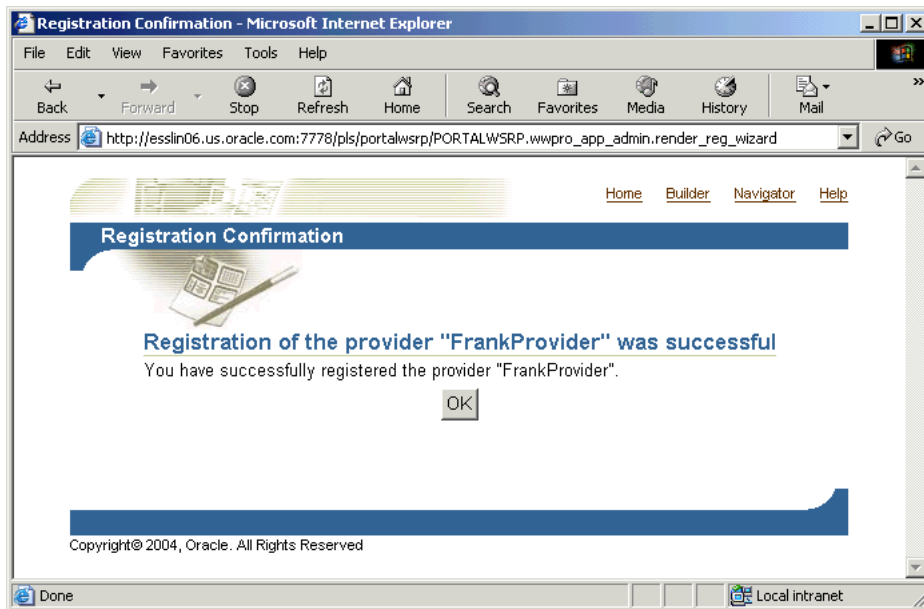 Registration Confirmation - Microsoft Internet Explorer
File Edit View Favorites Tools Help
Back Forward Stop Refresh Home Search Favorites Media History Mail »
Address http://esslin06.us.oracle.com:7778/pls/portalwsrp/PORTALWSRP.wwpro_app_admin.render_reg_wizard Go
Home Builder Navigator Help
Registration Confirmation
Registration of the provider "FrankProvider" was successful
You have successfully registered the provider "FrankProvider".
OK
Copyright© 2004, Oracle. All Rights Reserved
Done Local intranet